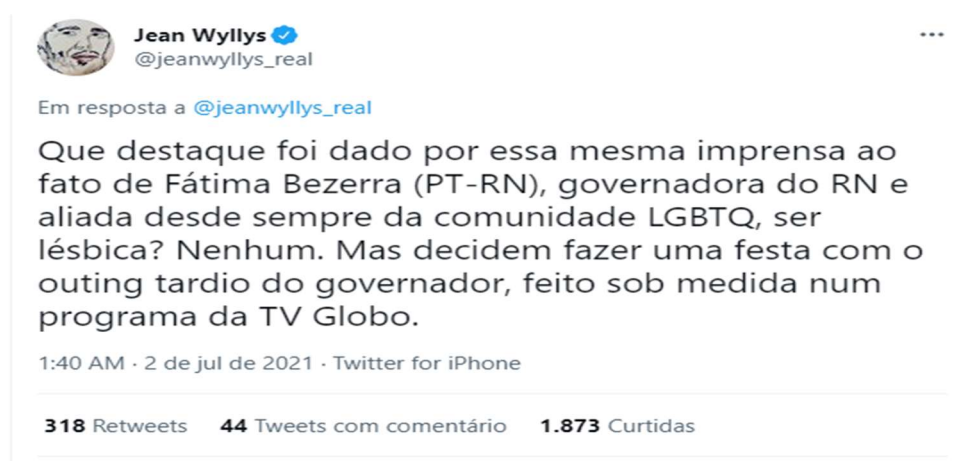 Jean Wyllys
@jeanwyllys_real
Em resposta a @jeanwyllys_real
Que destaque foi dado por essa mesma imprensa ao
fato de Fátima Bezerra (PT-RN), governadora do RN e
aliada desde sempre da comunidade LGBTQ, ser
lésbica? Nenhum. Mas decidem fazer uma festa com o
outing tardio do governador, feito sob medida num
programa da TV Globo.
1:40 AM · 2 de jul de 2021 · Twitter for iPhone
318 Retweets 44 Tweets com comentário 1.873 Curtidas